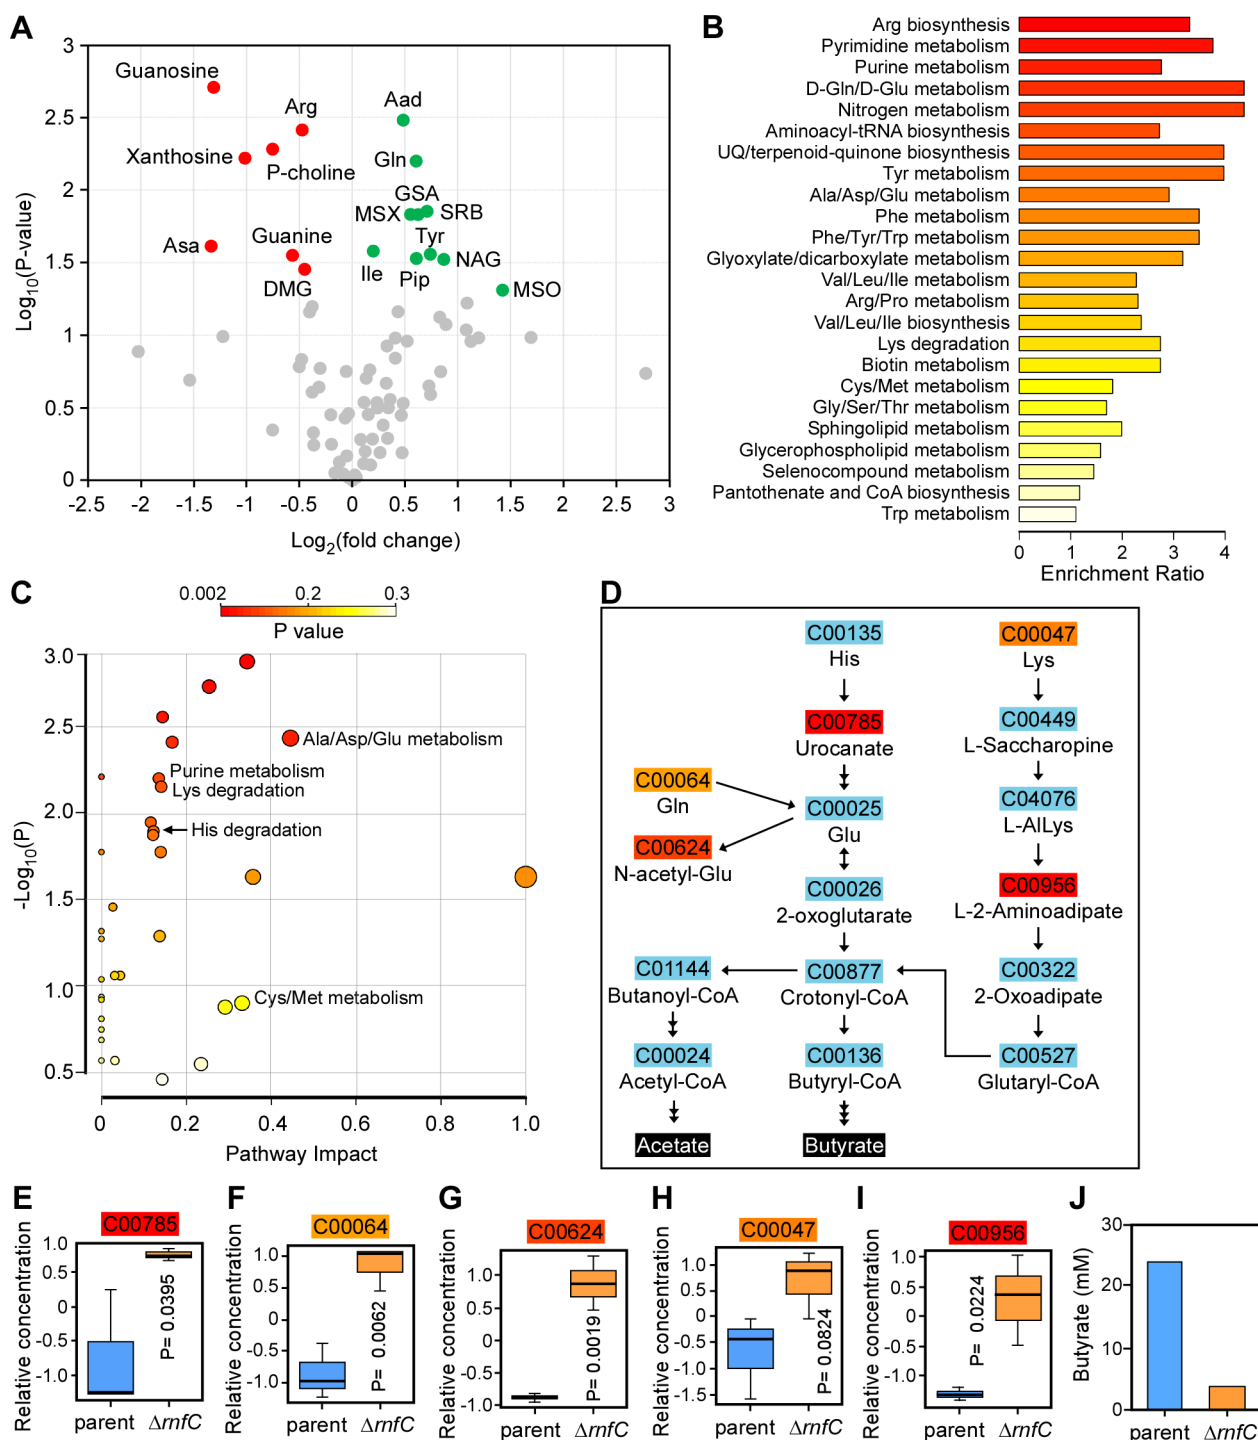 A
Log10(P-value)
3
2.5
2
1.5
1
0.5
0
Guanosine
Arg
Xanthosine
P-choline
Asa
Guanine
DMG
Aad
Gln
GSA
MSX
SRB
Tyr
Ile
Pip
NAG
MSO
-2.5 -2 -1.5 -1 -0.5 0 0.5 1 1.5 2 2.5 3
Log2(fold change)
B
Arg biosynthesis
Pyrimidine metabolism
Purine metabolism
D-Gln/D-Glu metabolism
Nitrogen metabolism
Aminoacyl-tRNA biosynthesis
UQ/terpenoid-quinone biosynthesis
Tyr metabolism
Ala/Asp/Glu metabolism
Phe metabolism
Phe/Tyr/Trp metabolism
Glyoxylate/dicarboxylate metabolism
Val/Leu/Ile metabolism
Arg/Pro metabolism
Val/Leu/Ile biosynthesis
Lys degradation
Biotin metabolism
Cys/Met metabolism
Gly/Ser/Thr metabolism
Sphingolipid metabolism
Glycerophospholipid metabolism
Selenocompound metabolism
Pantothenate and CoA biosynthesis
Trp metabolism
0 1 2 3 4
Enrichment Ratio
C
0.002 0.2 0.3
P value
-Log10(P)
3.0
2.5
2.0
1.5
1.0
0.5
Ala/Asp/Glu metabolism
Purine metabolism
Lys degradation
His degradation
Cys/Met metabolism
0 0.2 0.4 0.6 0.8 1.0
Pathway Impact
D
C00135
His
C00785
Urocanate
C00064
Gln
C00025
Glu
C00624
N-acetyl-Glu
C00026
2-oxoglutarate
C01144
Butanoyl-CoA
C00877
Crotonyl-CoA
C00024
Acetyl-CoA
C00136
Butyryl-CoA
Acetate
Butyrate
C00047
Lys
C00449
L-Saccharopine
C04076
L-AlLys
C00956
L-2-Aminoadipate
C00322
2-Oxoadipate
C00527
Glutaryl-CoA
E
C00785
Relative concentration
1.0
0.5
0
-0.5
-1.0
P= 0.0395
parent ΔrnfC
F
C00064
Relative concentration
1.0
0.5
0
-0.5
-1.0
P= 0.0062
parent ΔrnfC
G
C00624
Relative concentration
1.0
0.5
0
-0.5
-1.0
P= 0.0019
parent ΔrnfC
H
C00047
Relative concentration
1.0
0.5
0
-0.5
-1.0
-1.5
P= 0.0824
parent ΔrnfC
I
C00956
Relative concentration
1.0
0.5
0
-1.0
P= 0.0224
parent ΔrnfC
J
Butyrate (mM)
30
20
10
0
parent ΔrnfC